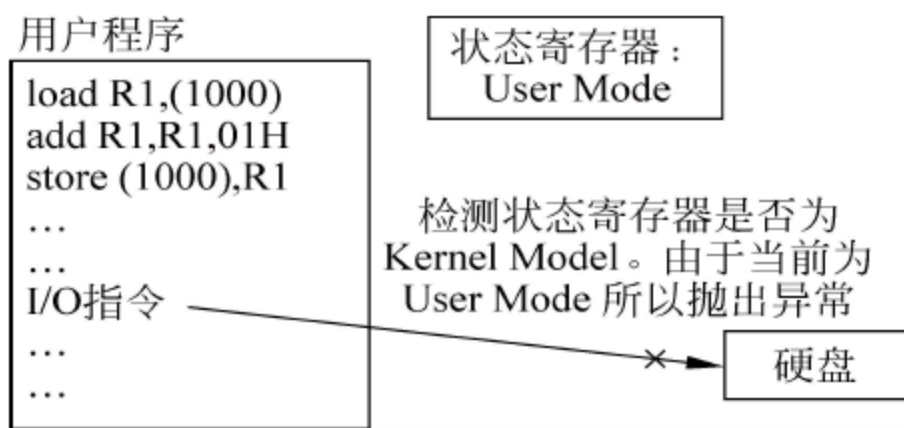 用户程序
load R1,(1000)
add R1,R1,01H
store (1000),R1
…
…
I/O指令
…
…
状态寄存器：
User Mode
检测状态寄存器是否为
Kernel Model。由于当前为
User Mode 所以抛出异常
硬盘